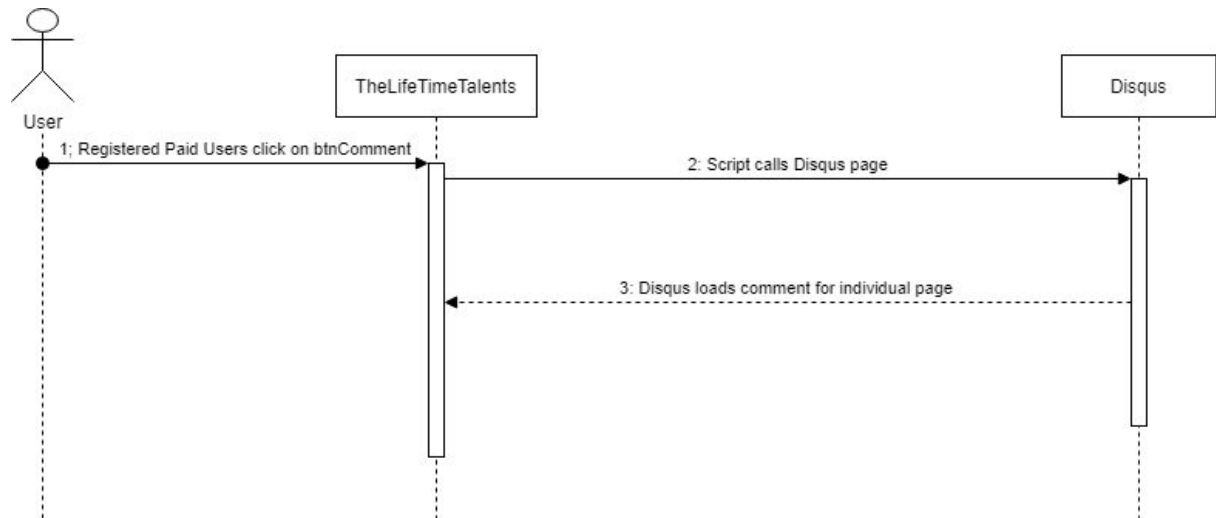 TheLifeTimeTalents
Disqus
User
1; Registered Paid Users click on btnComment
2: Script calls Disqus page
3: Disqus loads comment for individual page